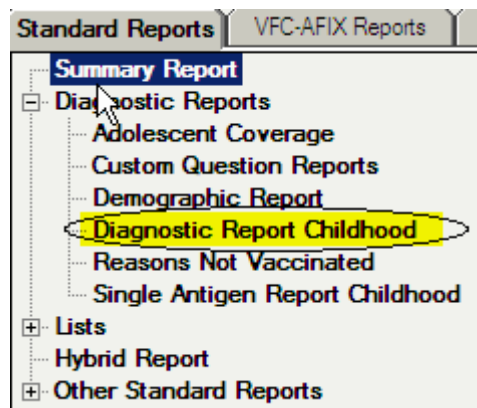 Standard Reports VFC-AFIX Reports
Summary Report
Diagnostic Reports
Adolescent Coverage
Custom Question Reports
Demographic Report
Diagnostic Report Childhood
Reasons Not Vaccinated
Single Antigen Report Childhood
Lists
Hybrid Report
Other Standard Reports